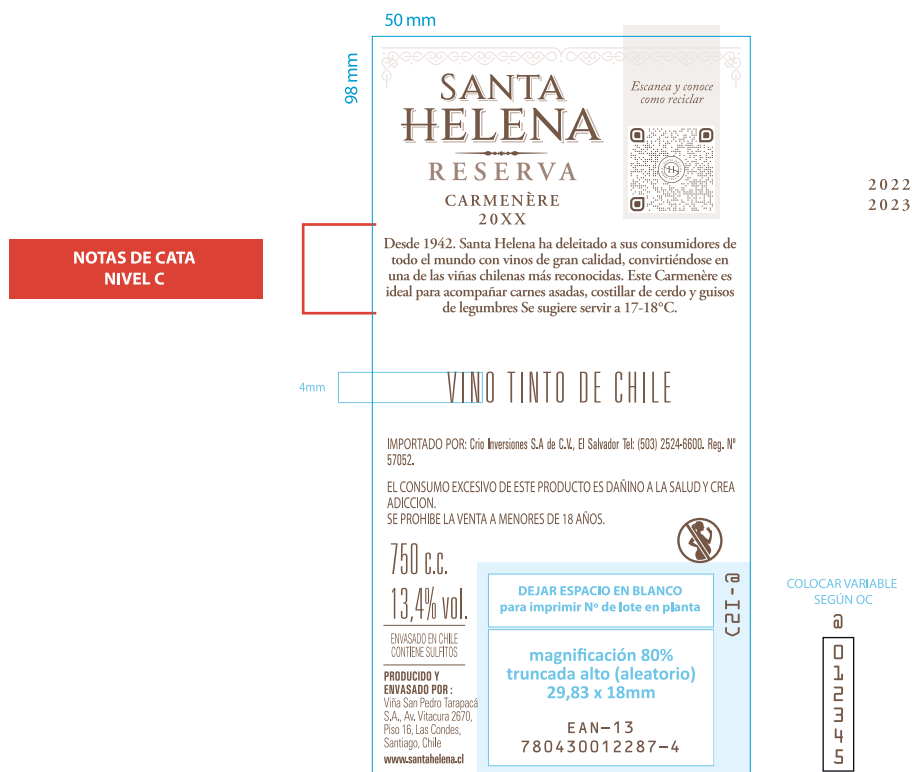 50 mm
98 mm
SANTA
HELENA
RESERVA
CARMENÈRE
20XX
Escanea y conoce
como reciclar
2022
2023
NOTAS DE CATA
NIVEL C
Desde 1942. Santa Helena ha deleitado a sus consumidores de
todo el mundo con vinos de gran calidad, convirtiéndose en
una de las viñas chilenas más reconocidas. Este Carmenère es
ideal para acompañar carnes asadas, costillar de cerdo y guisos
de legumbres Se sugiere servir a 17-18°C.
4mm
VINO TINTO DE CHILE
IMPORTADO POR: Crio Inversiones S.A de C.V., El Salvador Tel: (503) 2524-6600. Reg. Nº
57052.
EL CONSUMO EXCESIVO DE ESTE PRODUCTO ES DAÑINO A LA SALUD Y CREA
ADICCION.
SE PROHIBE LA VENTA A MENORES DE 18 AÑOS.
750 c.c.
13,4% vol.
ENVASADO EN CHILE
CONTIENE SULFITOS
PRODUCIDO Y
ENVASADO POR :
Viña San Pedro Tarapacá
S.A., Av. Vitacura 2670,
Piso 16, Las Condes,
Santiago, Chile
www.santahelena.cl
DEJAR ESPACIO EN BLANCO
para imprimir Nº de lote en planta
@-I2C
magnificación 80%
truncada alto (aleatorio)
29,83 x 18mm
EAN-13
780430012287-4
COLOCAR VARIABLE
SEGÚN OC
@
0
1
2
3
4
5